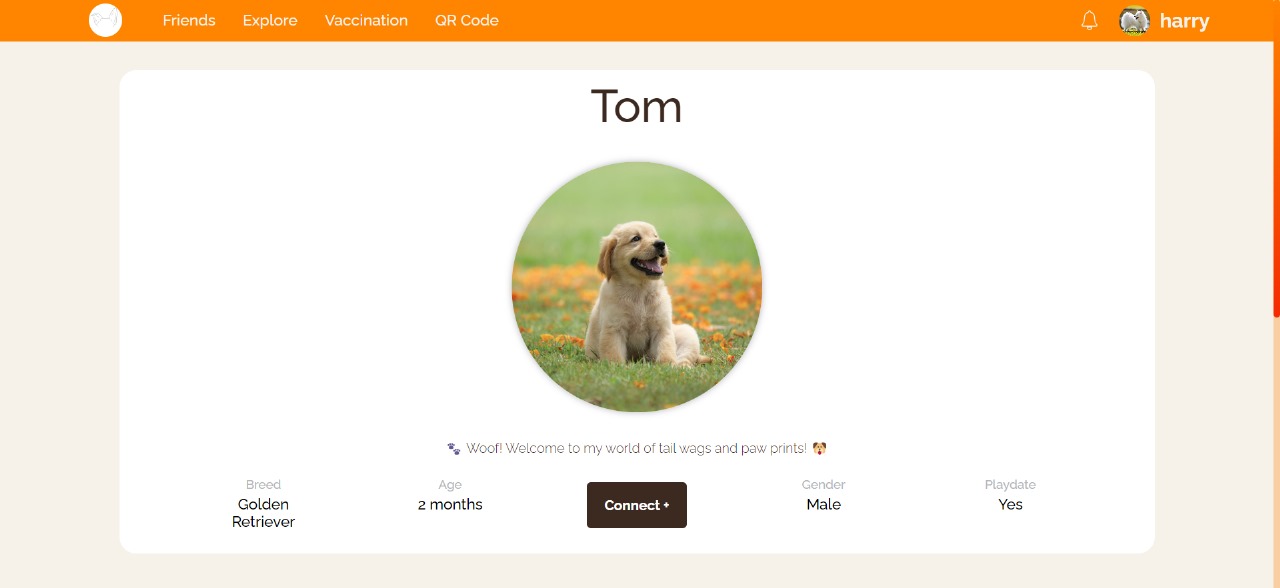 Friends Explore Vaccination QR Code harry
Tom
🐾 Woof! Welcome to my world of tail wags and paw prints! 🐶
Breed Age Gender Playdate
Golden 2 months Connect + Male Yes
Retriever